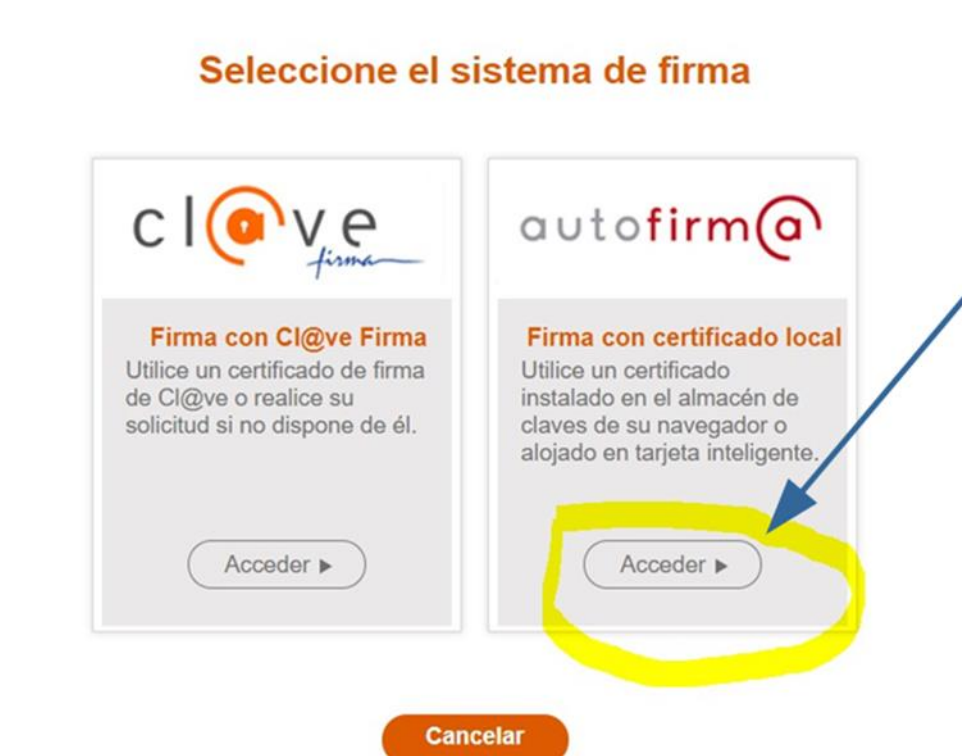 Seleccione el sistema de firma
cl@ve
firma
Firma con Cl@ve Firma
Utilice un certificado de firma
de Cl@ve o realice su
solicitud si no dispone de él.
Acceder
autofirm@
Firma con certificado local
Utilice un certificado
instalado en el almacén de
claves de su navegador o
alojado en tarjeta inteligente.
Acceder
Cancelar